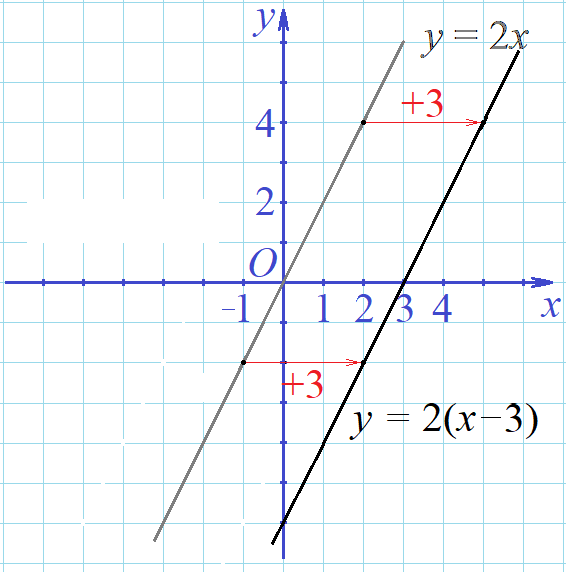 y
y = 2x
+3
4
2
O
-1 1 2 3 4 x
+3
y = 2(x-3)